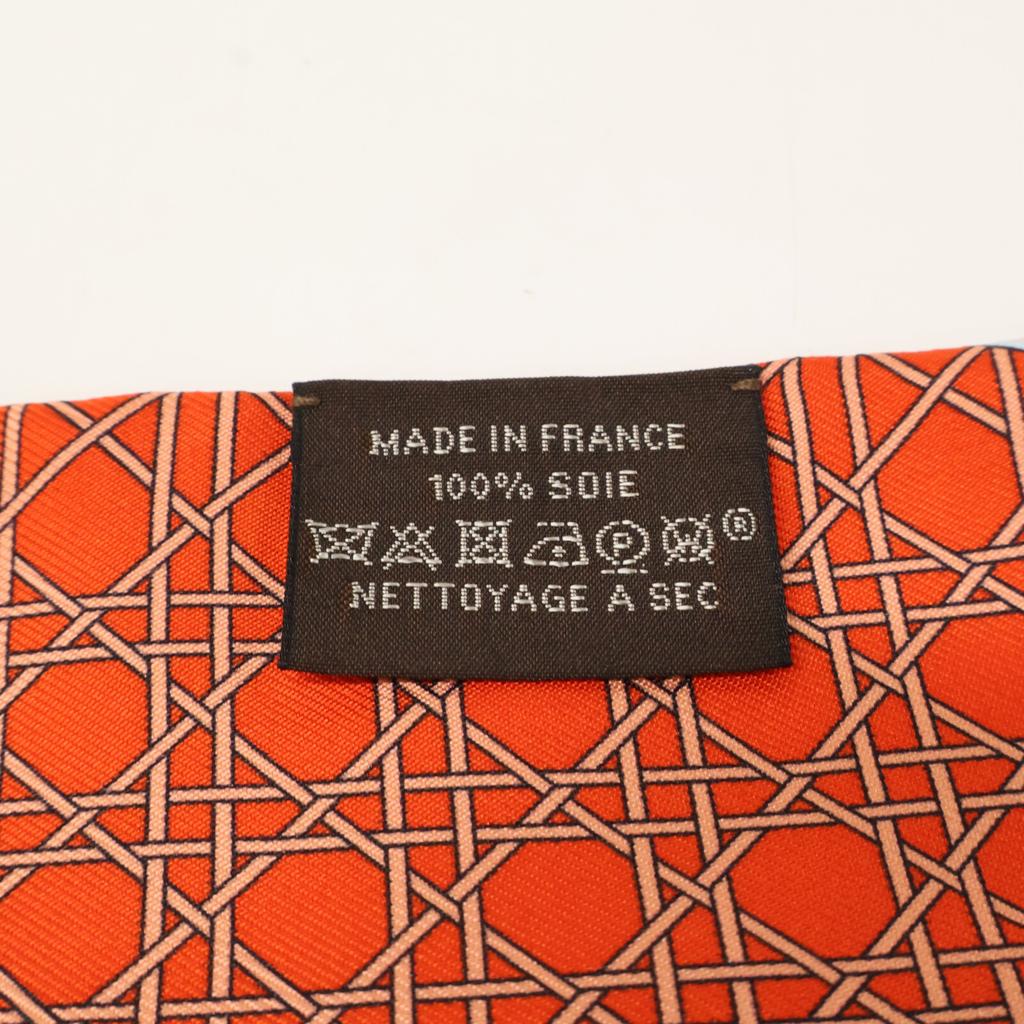 MADE IN FRANCE
100% SOIE
P ®
NETTOYAGE A SEC